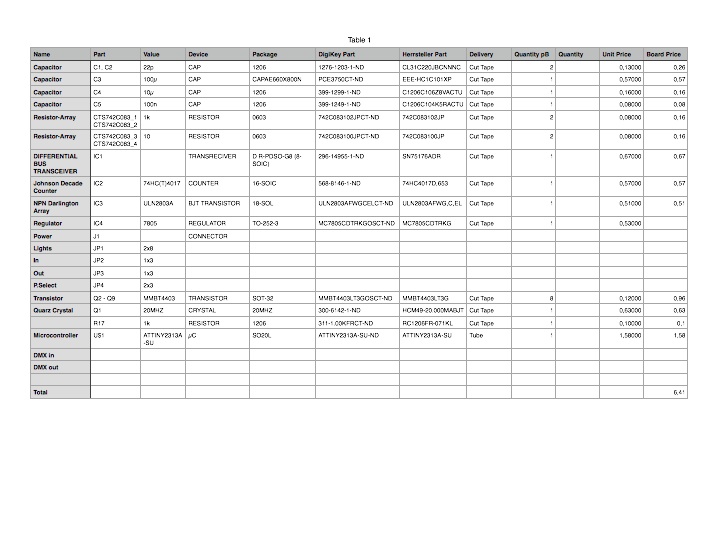 Table 1
Name Part Value Device Package DigiKey Part Herrsteller Part Delivery Quantity pB Quantity Unit Price Board Price
Capacitor C1, C2 22p CAP 1206 1276-1203-1-ND CL31C220JBCNNNC Cut Tape 2 0,13000 0,26
Capacitor C3 100µ CAP CAPAE660X800N PCE3750CT-ND EEE-HC1C101XP Cut Tape 1 0,57000 0,57
Capacitor C4 10µ CAP 1206 399-1299-1-ND C1206C106Z8VACTU Cut Tape 1 0,16000 0,16
Capacitor C5 100n CAP 1206 399-1249-1-ND C1206C104K5RACTU Cut Tape 1 0,08000 0,08
Resistor-Array CTS742C083_1 1k RESISTOR 0603 742C083102JPCT-ND 742C083102JP Cut Tape 2 0,08000 0,16
CTS742C083_2
Resistor-Array CTS742C083_3 10 RESISTOR 0603 742C083100JPCT-ND 742C083100JP Cut Tape 2 0,08000 0,16
CTS742C083_4
DIFFERENTIAL IC1 TRANSRECIVER D R-PDSO-G8 (8- 296-14955-1-ND SN75176ADR Cut Tape 1 0,67000 0,67
BUS SOIC)
TRANSCEIVER
Johnson Decade IC2 74HC(T)4017 COUNTER 16-SOIC 568-8146-1-ND 74HC4017D,653 Cut Tape 1 0,57000 0,57
Counter
NPN Darlington IC3 ULN2803A BJT TRANSISTOR 18-SOL ULN2803AFWGCELCT-ND ULN2803AFWG,C,EL Cut Tape 1 0,51000 0,51
Array
Regulator IC4 7805 REGULATOR TO-252-3 MC7805CDTRKGOSCT-ND MC7805CDTRKG 1 0,53000
Power J1 CONNECTOR
Lights JP1 2x8
In JP2 1x3
Out JP3 1x3
P.Select JP4 2x3
Transistor Q2 - Q9 MMBT4403 TRANSISTOR SOT-32 MMBT4403LT3GOSCT-ND MMBT4403LT3G Cut Tape 8 0,12000 0,96
Quarz Crystal Q1 20MHZ CRYSTAL 20MHZ 300-6142-1-ND HCM49-20.000MABJT Cut Tape 1 0,63000 0,63
R17 1k RESISTOR 1206 311-1.00KFRCT-ND RC1206FR-071KL Cut Tape 1 0,10000 0,1
Microcontroller U$1 ATTINY2313A µC SO20L ATTINY2313A-SU-ND ATTINY2313A-SU Tube 1 1,58000 1,58
-SU
DMX in
DMX out
Total 6,41